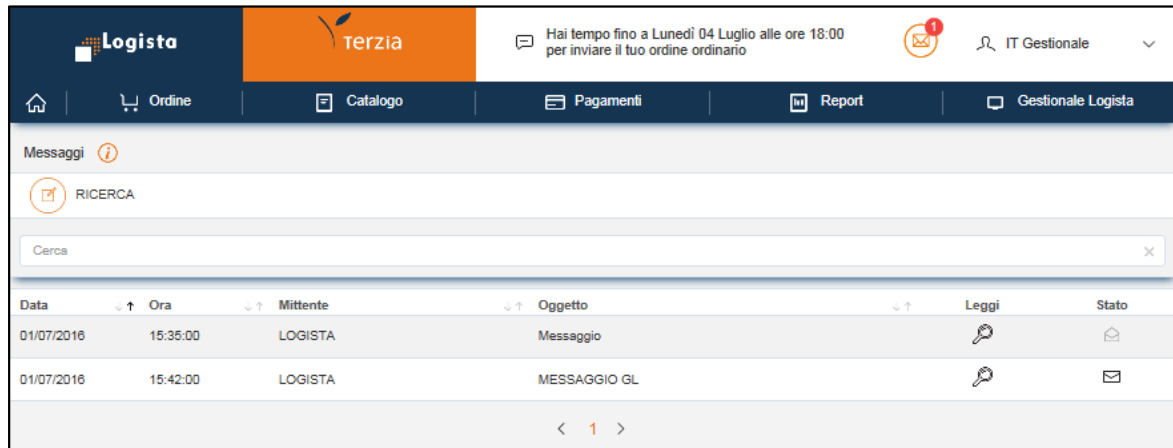 Logista
Terzia
Hai tempo fino a Lunedì 04 Luglio alle ore 18:00
per inviare il tuo ordine ordinario
1
IT Gestionale
Ordine
Catalogo
Pagamenti
Report
Gestionale Logista
Messaggi i
RICERCA
Cerca
Data Ora Mittente Oggetto Leggi Stato
01/07/2016 15:35:00 LOGISTA Messaggio
01/07/2016 15:42:00 LOGISTA MESSAGGIO GL
< 1 >